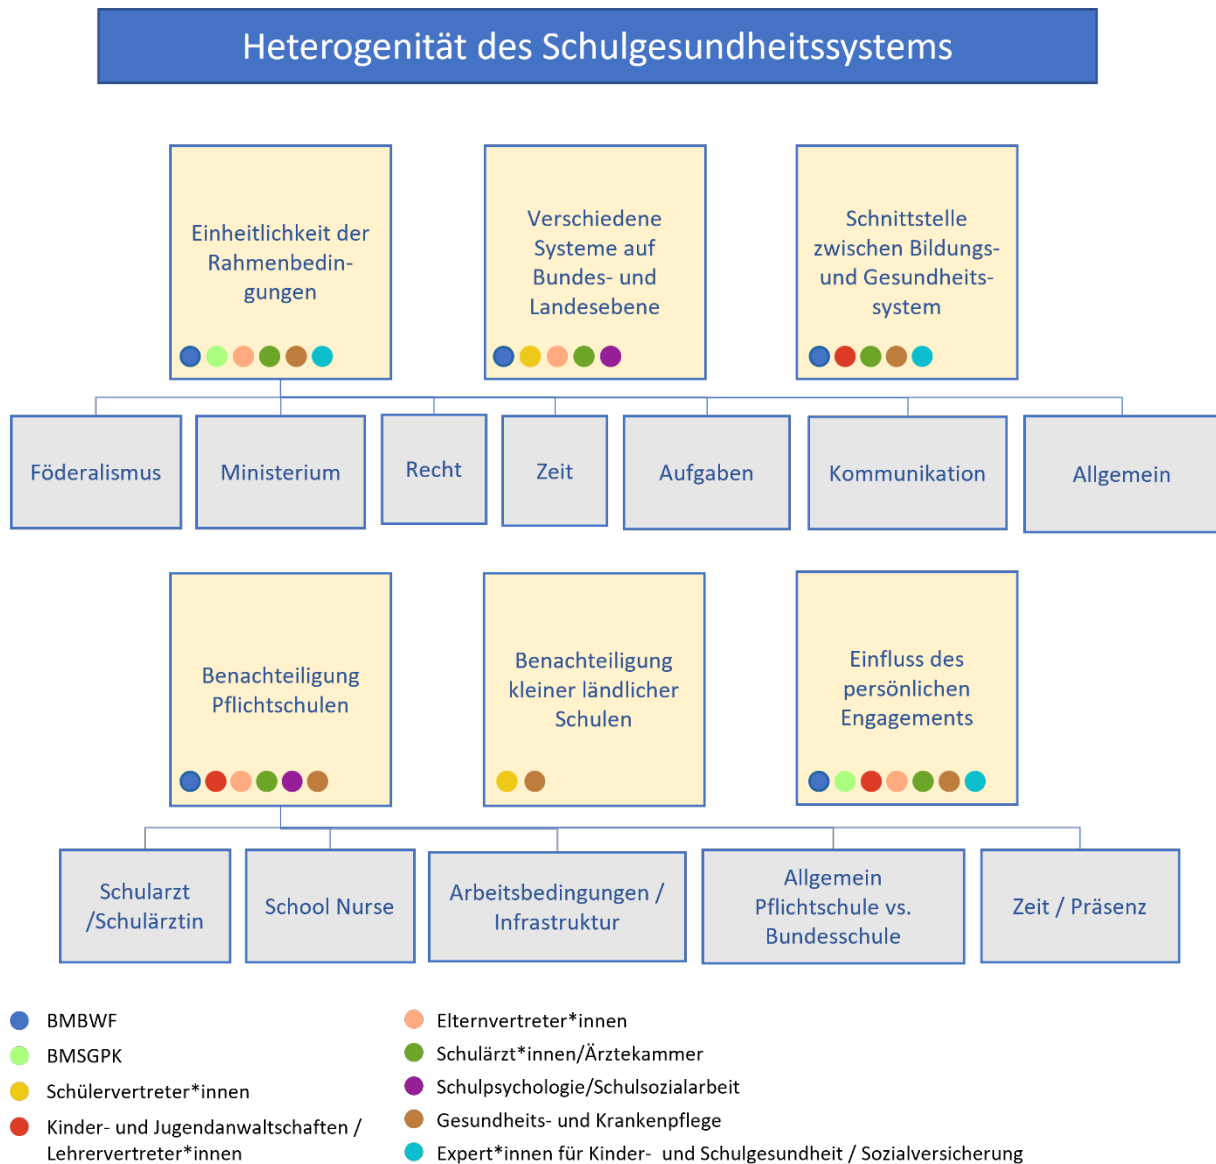 Heterogenität des Schulgesundheitssystems
Einheitlichkeit der
Rahmenbedin-
gungen
Verschiedene
Systeme auf
Bundes- und
Landesebene
Schnittstelle
zwischen Bildungs-
und Gesundheits-
system
Föderalismus
Ministerium
Recht
Zeit
Aufgaben
Kommunikation
Allgemein
Benachteiligung
Pflichtschulen
Benachteiligung
kleiner ländlicher
Schulen
Einfluss des
persönlichen
Engagements
Schularzt
/Schulärztin
School Nurse
Arbeitsbedingungen /
Infrastruktur
Allgemein
Pflichtschule vs.
Bundesschule
Zeit / Präsenz
BMBWF
BMSGPK
Schülervertreter*innen
Kinder- und Jugendanwaltschaften /
Lehrervertreter*innen
Elternvertreter*innen
Schulärzt*innen/Ärztekammer
Schulpsychologie/Schulsozialarbeit
Gesundheits- und Krankenpflege
Expert*innen für Kinder- und Schulgesundheit / Sozialversicherung